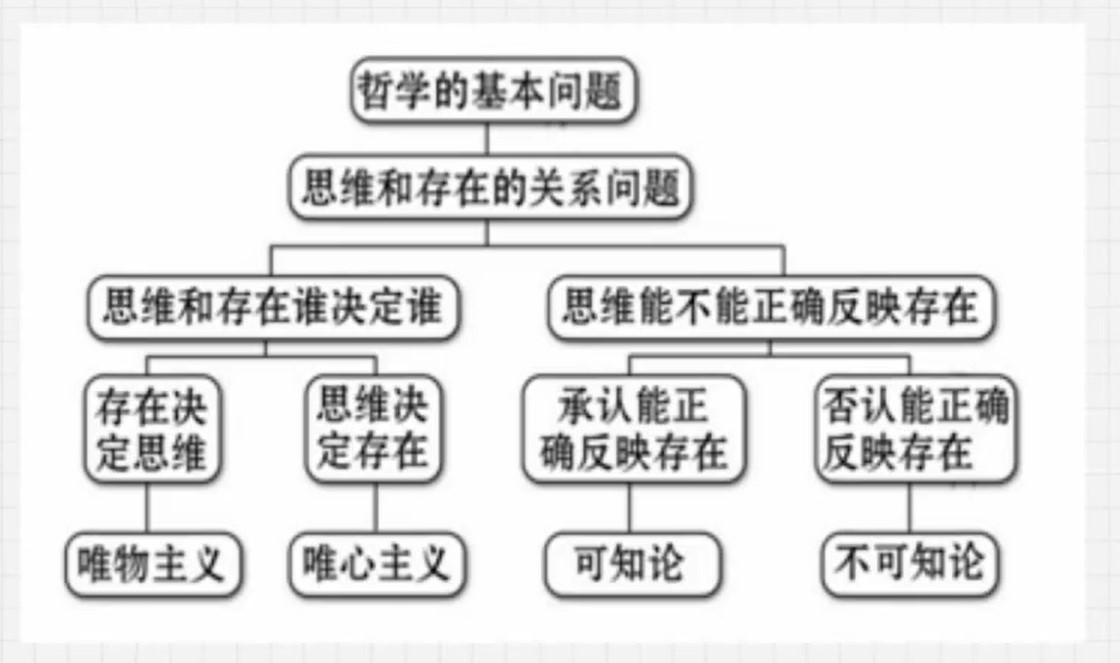 哲学的基本问题
思维和存在的关系问题
思维和存在谁决定谁
思维能不能正确反映存在
存在决
定思维
思维决
定存在
承认能正
确反映存在
否认能正确
反映存在
唯物主义
唯心主义
可知论
不可知论